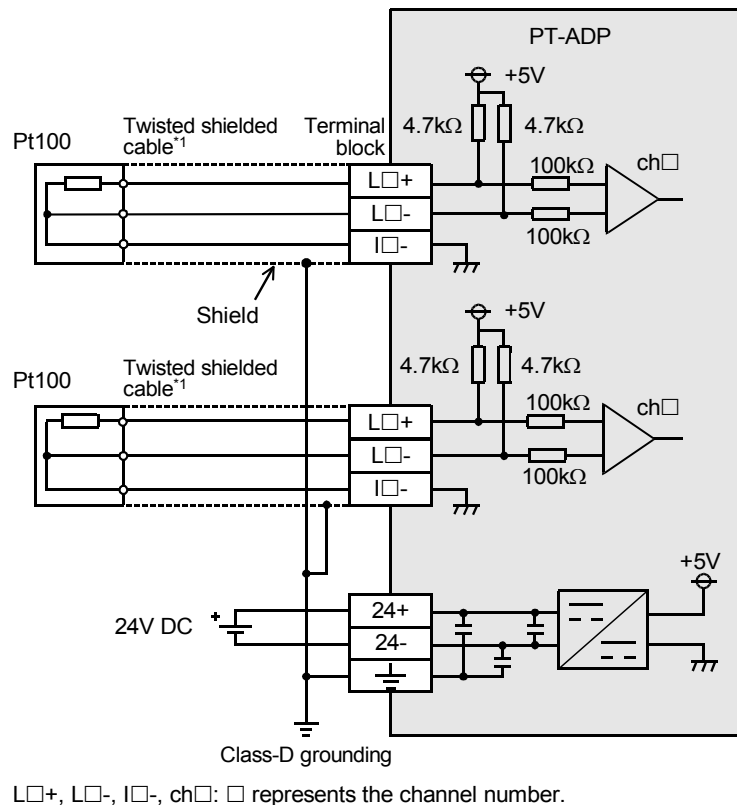 PT-ADP
+5V
4.7kΩ
4.7kΩ
Pt100
Twisted shielded
cable*1
Terminal
block
100kΩ
ch□
L□+
L□-
I□-
100kΩ
Shield
+5V
4.7kΩ
4.7kΩ
Pt100
Twisted shielded
cable*1
100kΩ
ch□
L□+
L□-
I□-
100kΩ
+5V
24V DC
+
24+
24-
Class-D grounding
L□+, L□-, I□-, ch□: □ represents the channel number.